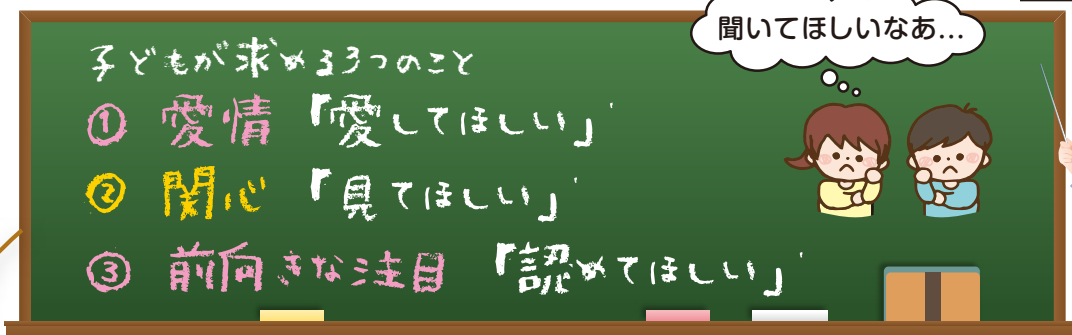 聞いてほしいなあ…
子どもが求める3つのこと
① 愛情 「愛してほしい」
② 関心 「見てほしい」
③ 前向きな注目 「認めてほしい」